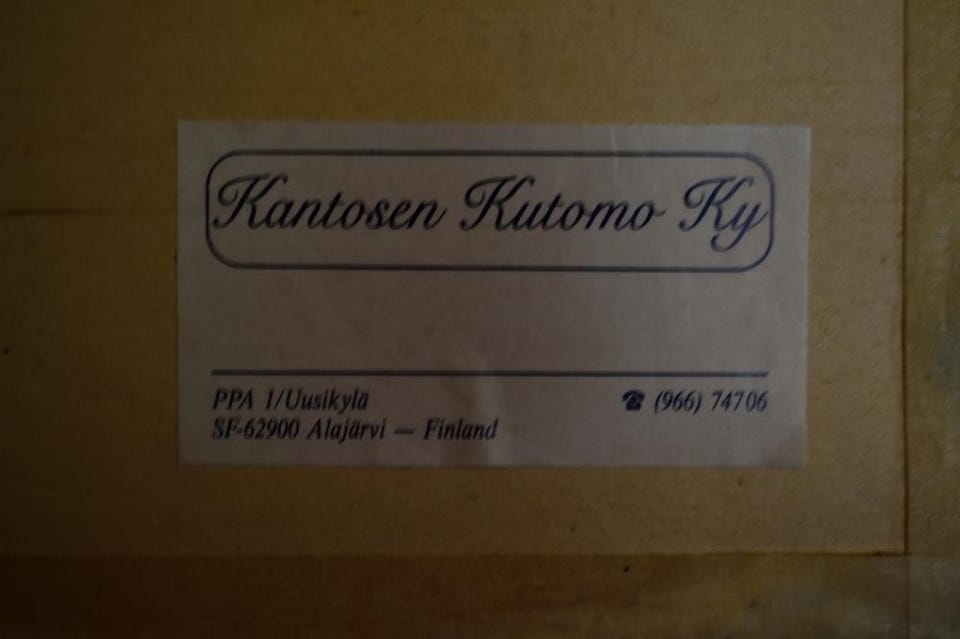 Kantosen Kutomo Ky
PPA 1/Uusikylä
☎ (966) 74706
SF-62900 Alajärvi — Finland